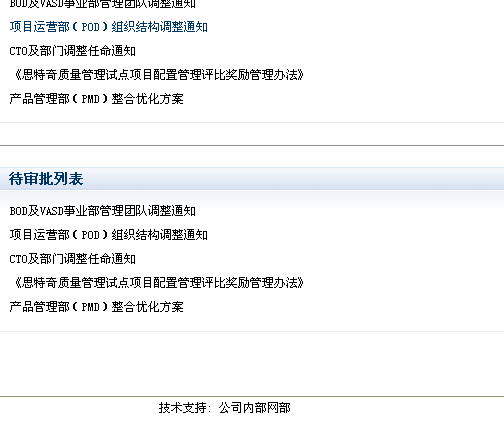 BOD及VASD事业部管理团队调整通知
项目运营部（POD）组织结构调整通知
CTO及部门调整任命通知
《思特奇质量管理试点项目配置管理评比奖励管理办法》
产品管理部（PMD）整合优化方案
待审批列表
BOD及VASD事业部管理团队调整通知
项目运营部（POD）组织结构调整通知
CTO及部门调整任命通知
《思特奇质量管理试点项目配置管理评比奖励管理办法》
产品管理部（PMD）整合优化方案
技术支持：公司内部网部